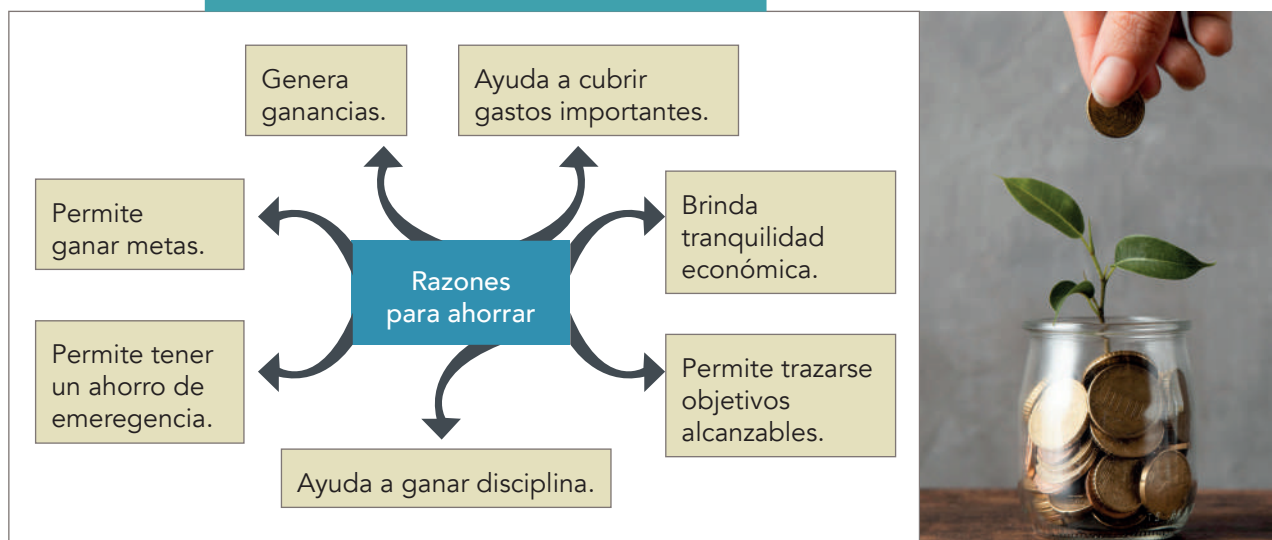 Genera
ganancias.
Ayuda a cubrir
gastos importantes.
Permite
ganar metas.
Brinda
tranquilidad
económica.
Razones
para ahorrar
Permite tener
un ahorro de
emeregencia.
Permite trazarse
objetivos
alcanzables.
Ayuda a ganar disciplina.